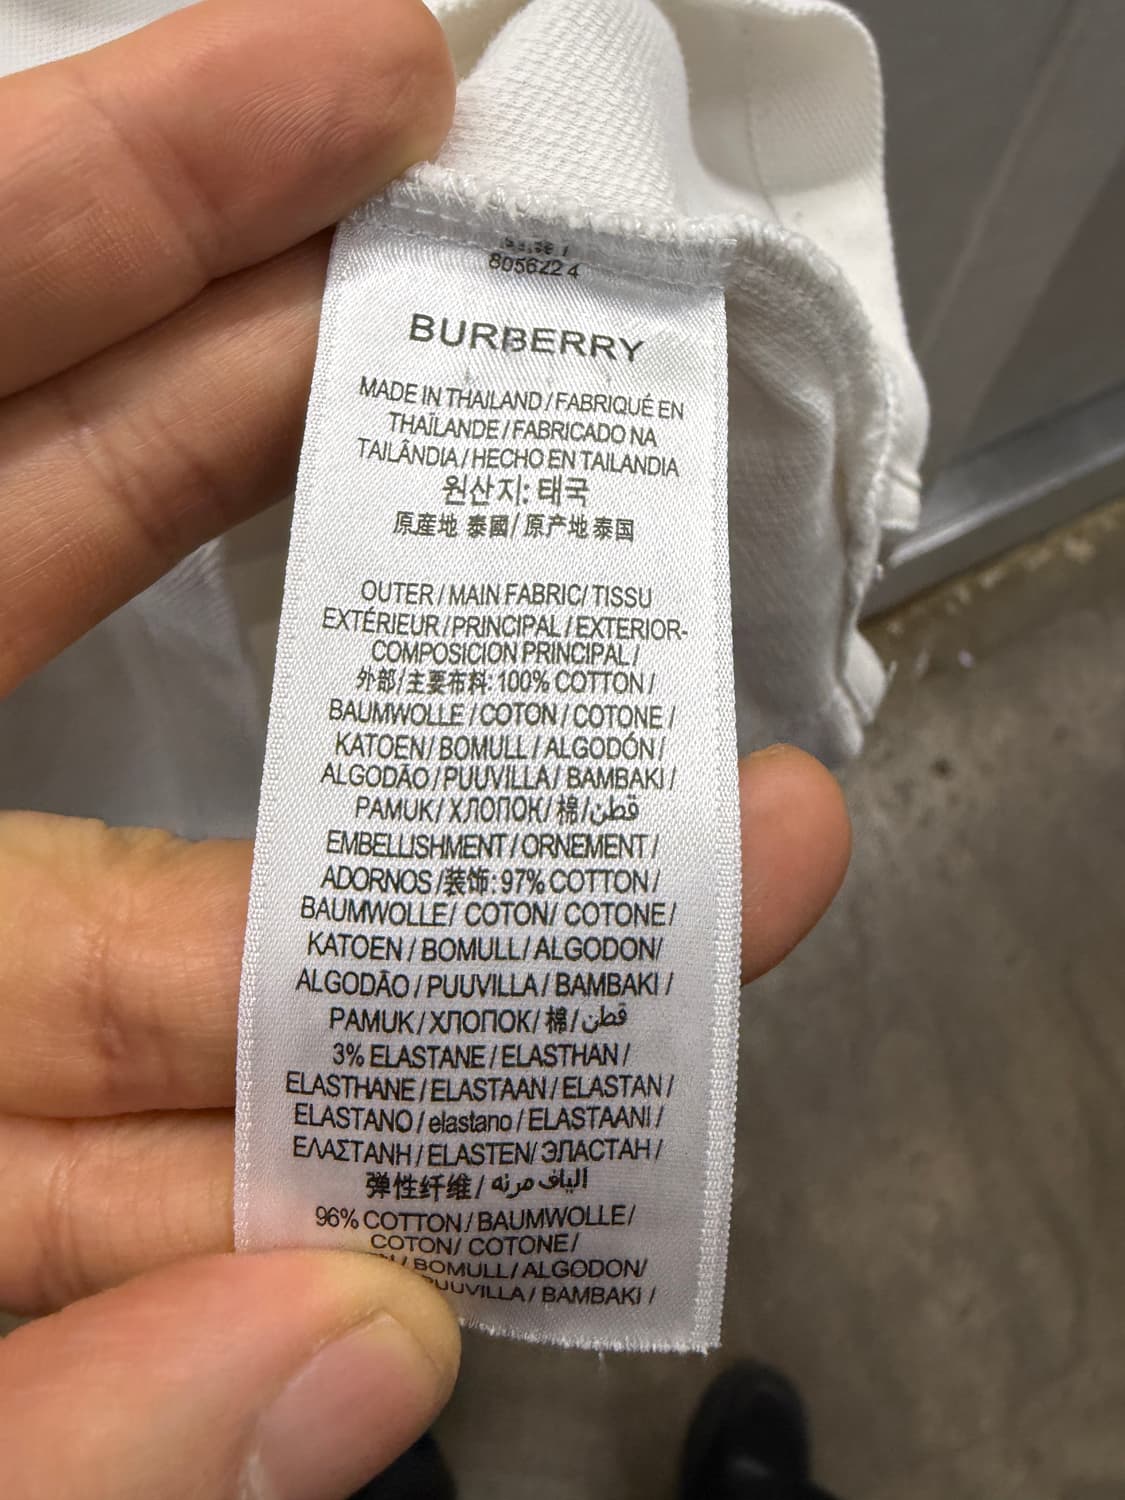 8056224
BURBERRY
MADE IN THAILAND / FABRIQUÉ EN
THAÏLANDE / FABRICADO NA
TAILÂNDIA / HECHO EN TAILANDIA
원산지: 태국
原産地 泰國/ 原产地 泰国
OUTER / MAIN FABRIC/ TISSU
EXTÉRIEUR / PRINCIPAL / EXTERIOR-
COMPOSICION PRINCIPAL /
外部/主要布料: 100% COTTON /
BAUMWOLLE / COTON / COTONE /
KATOEN / BOMULL / ALGODÓN /
ALGODÃO / PUUVILLA / BAMBAKI /
PAMUK / ХЛОПОК/ 棉/ قطن
EMBELLISHMENT / ORNEMENT /
ADORNOS /装饰: 97% COTTON /
BAUMWOLLE/ COTON/ COTONE /
KATOEN / BOMULL/ ALGODON/
ALGODÃO / PUUVILLA / BAMBAKI /
PAMUK / ХЛОПОК/ 棉/ قطن
3% ELASTANE / ELASTHAN /
ELASTHANE / ELASTAAN / ELASTAN /
ELASTANO / elastano / ELASTAANI /
ΕΛΑΣΤΑΝΗ / ELASTEN/ ЭЛАСТАН /
弹性纤维 / الياف مرنه
96% COTTON / BAUMWOLLE /
COTON/ COTONE /
/ BOMULL / ALGODON/
PUUVILLA / BAMBAKI /